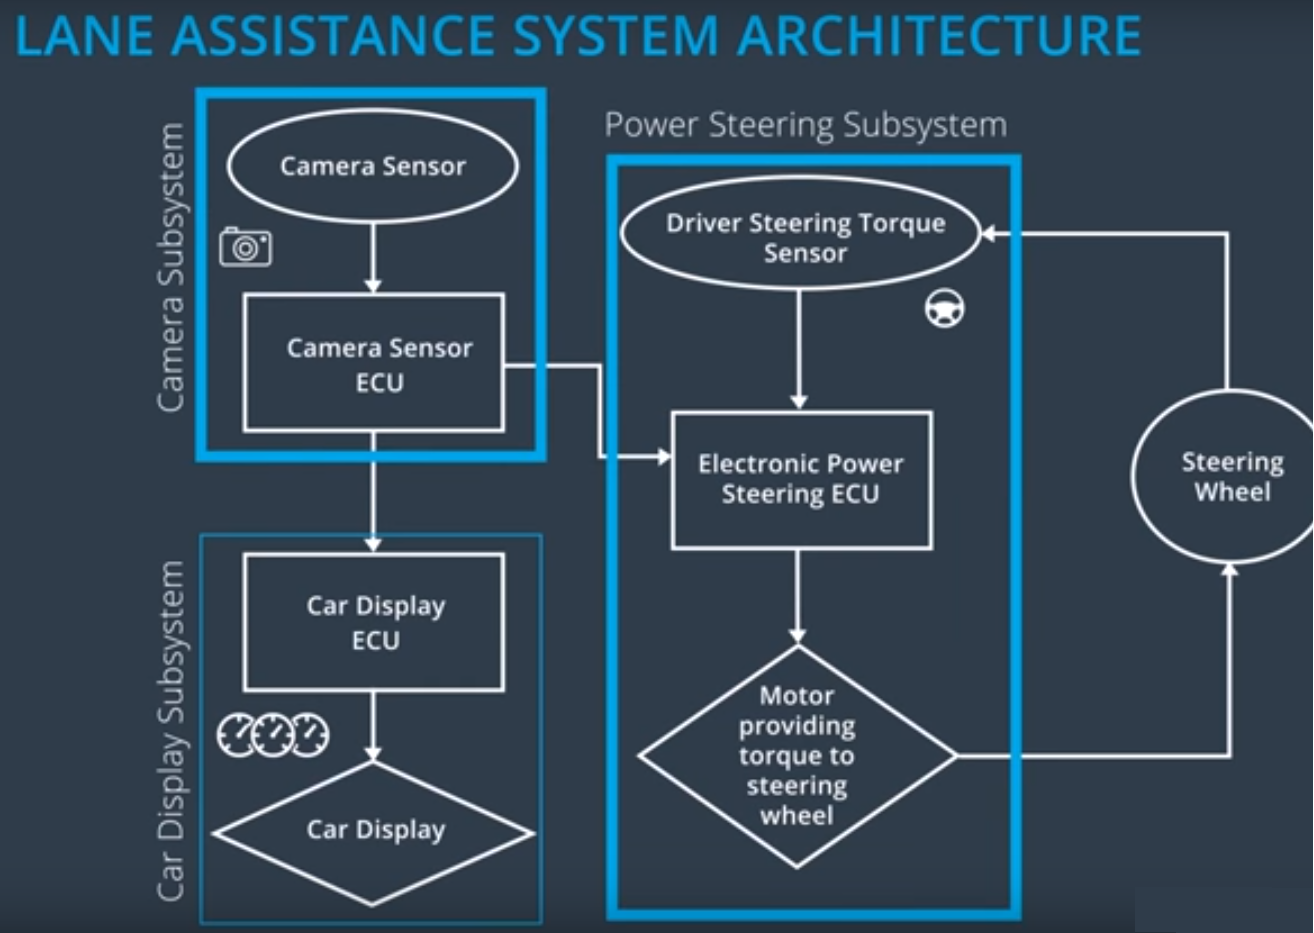 LANE ASSISTANCE SYSTEM ARCHITECTURE
Camera Subsystem
Camera Sensor
Camera Sensor
ECU
Car Display Subsystem
Car Display
ECU
Car Display
Power Steering Subsystem
Driver Steering Torque
Sensor
Electronic Power
Steering ECU
Motor
providing
torque to
steering
wheel
Steering
Wheel